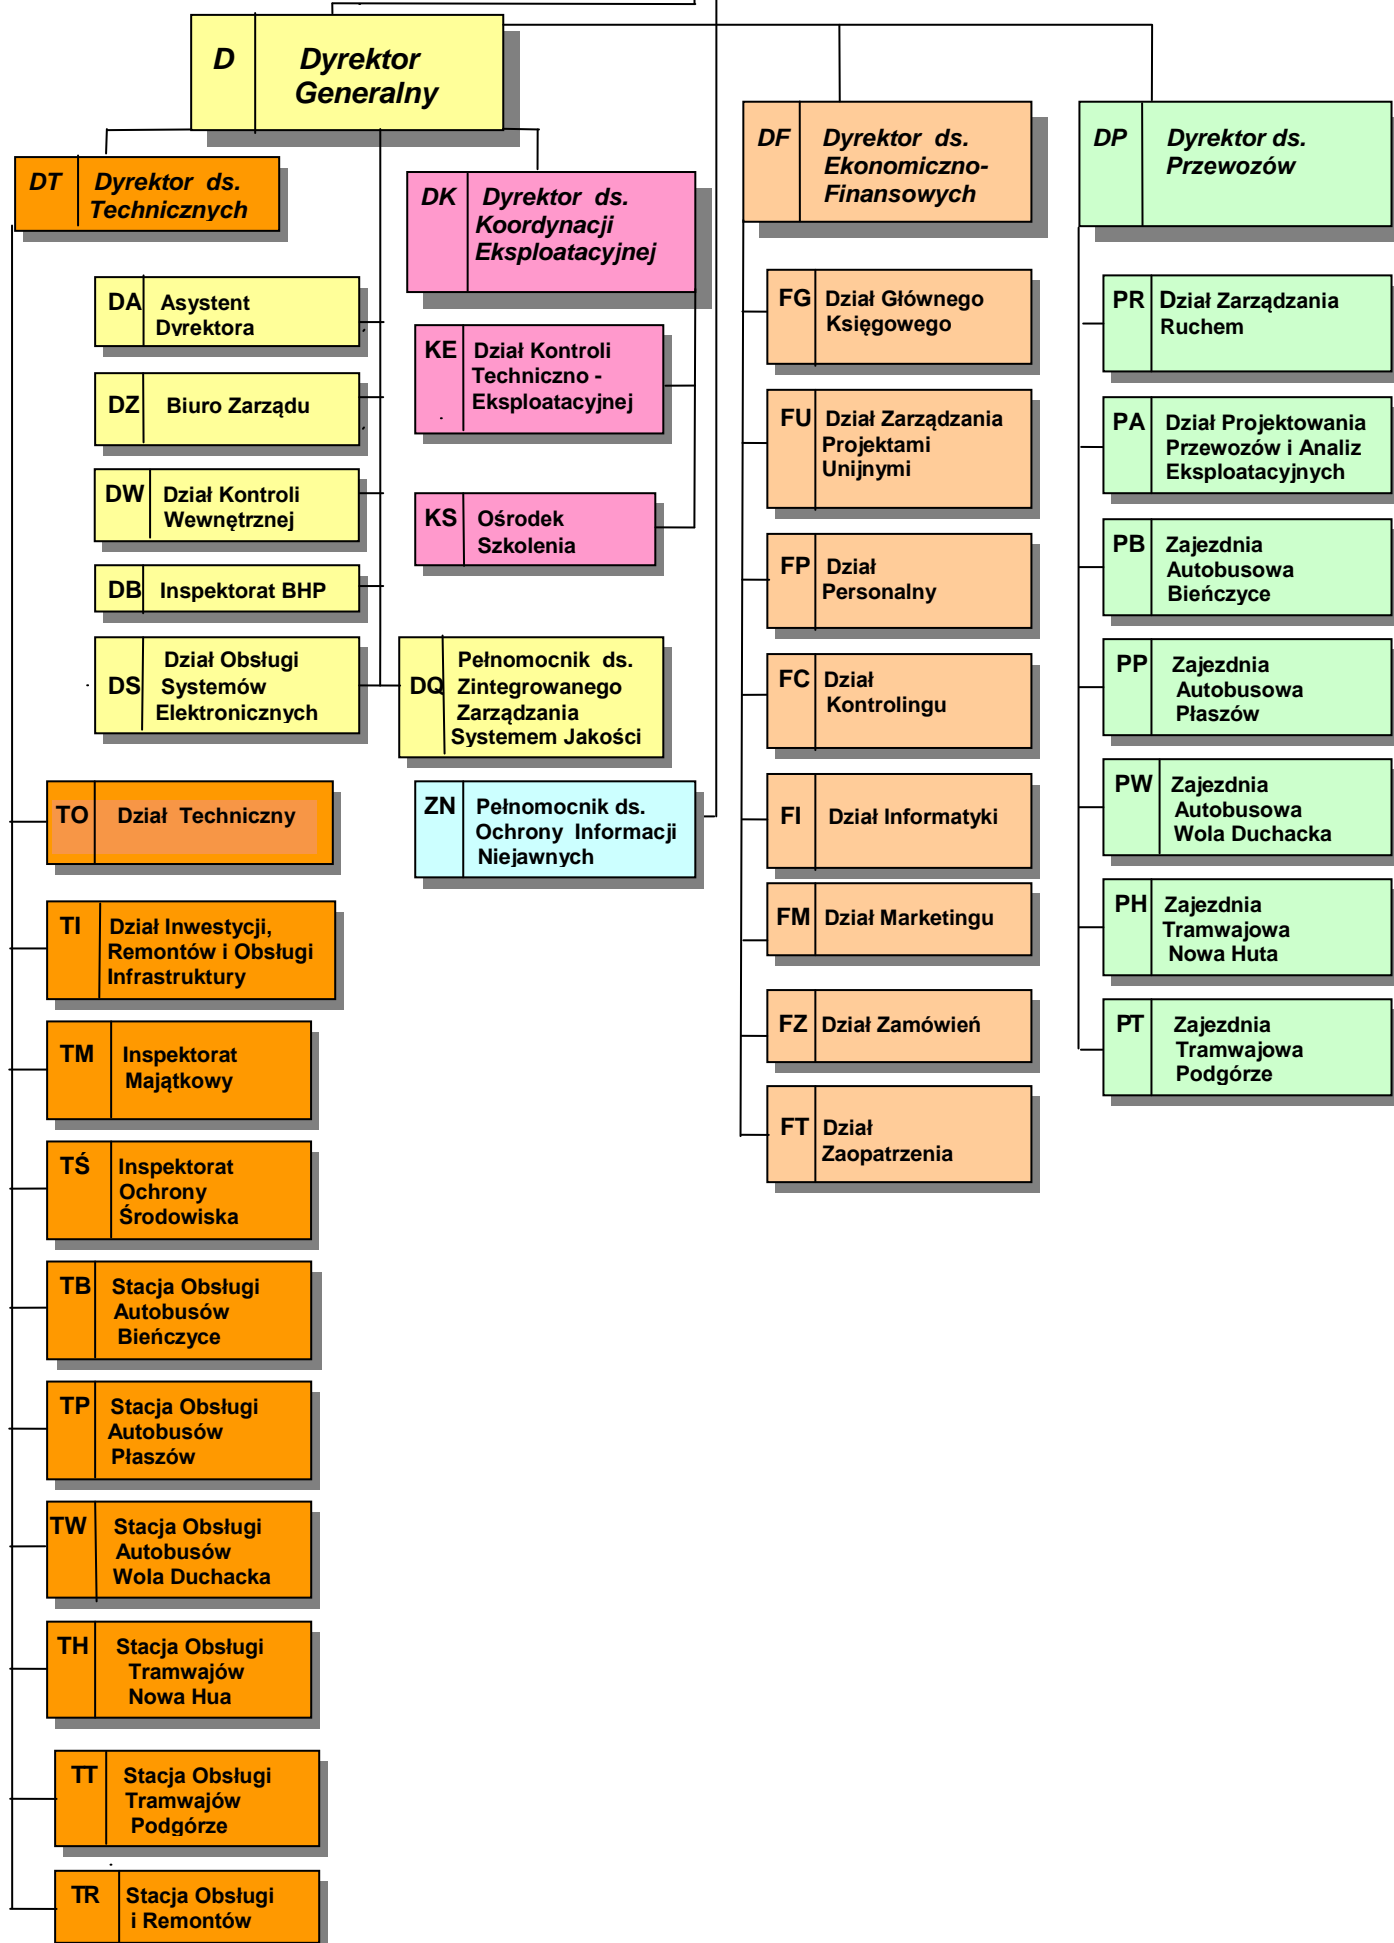 D
Dyrektor
Generalny
DT
Dyrektor ds.
Technicznych
DK
Dyrektor ds.
Koordynacji
Eksploatacyjnej
DF
Dyrektor ds.
Ekonomiczno-
Finansowych
DP
Dyrektor ds.
Przewozów
DA
Asystent
Dyrektora
DZ
Biuro Zarządu
DW
Dział Kontroli
Wewnętrznej
DB
Inspektorat BHP
DS
Dział Obsługi
Systemów
Elektronicznych
KE
Dział Kontroli
Techniczno -
Eksploatacyjnej
KS
Ośrodek
Szkolenia
DQ
Pełnomocnik ds.
Zintegrowanego
Zarządzania
Systemem Jakości
ZN
Pełnomocnik ds.
Ochrony Informacji
Niejawnych
TO
Dział Techniczny
TI
Dział Inwestycji,
Remontów i Obsługi
Infrastruktury
TM
Inspektorat
Majątkowy
TŚ
Inspektorat
Ochrony
Środowiska
TB
Stacja Obsługi
Autobusów
Bieńczyce
TP
Stacja Obsługi
Autobusów
Płaszów
TW
Stacja Obsługi
Autobusów
Wola Duchacka
TH
Stacja Obsługi
Tramwajów
Nowa Hua
TT
Stacja Obsługi
Tramwajów
Podgórze
TR
Stacja Obsługi
i Remontów
FG
Dział Głównego
Księgowego
FU
Dział Zarządzania
Projektami
Unijnymi
FP
Dział
Personalny
FC
Dział
Kontrolingu
FI
Dział Informatyki
FM
Dział Marketingu
FZ
Dział Zamówień
FT
Dział
Zaopatrzenia
PR
Dział Zarządzania
Ruchem
PA
Dział Projektowania
Przewozów i Analiz
Eksploatacyjnych
PB
Zajezdnia
Autobusowa
Bieńczyce
PP
Zajezdnia
Autobusowa
Płaszów
PW
Zajezdnia
Autobusowa
Wola Duchacka
PH
Zajezdnia
Tramwajowa
Nowa Huta
PT
Zajezdnia
Tramwajowa
Podgórze